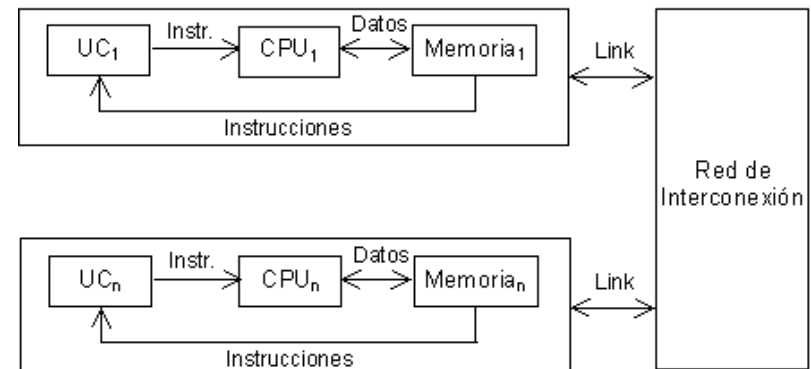 Instr.
Datos
UC₁
CPU₁
Memoria₁
Link
Instrucciones
Red de
Interconexión
Instr.
Datos
UCₙ
CPUₙ
Memoriaₙ
Link
Instrucciones